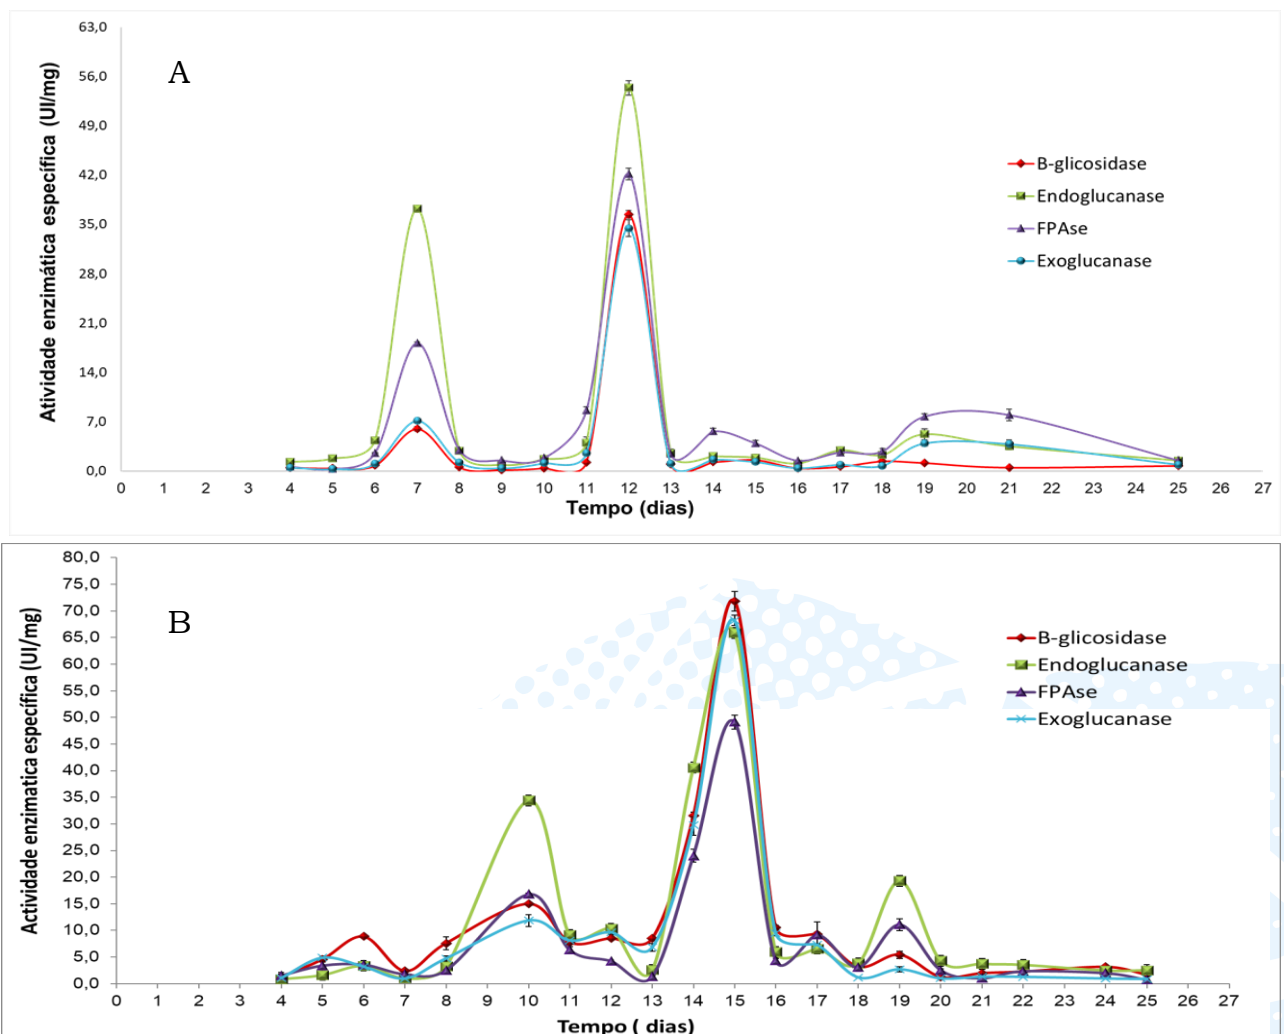 63,0
A
56,0
49,0
42,0
35,0
28,0
21,0
14,0
7,0
0,0
Atividade enzimática específica (UI/mg)
B-glicosidase
Endoglucanase
FPAse
Exoglucanase
0 1 2 3 4 5 6 7 8 9 10 11 12 13 14 15 16 17 18 19 20 21 22 23 24 25 26 27
Tempo (dias)
80,0
75,0
70,0
B
65,0
60,0
55,0
50,0
45,0
40,0
35,0
30,0
25,0
20,0
15,0
10,0
5,0
0,0
Actividade enzimatica específica (UI/mg)
B-glicosidase
Endoglucanase
FPAse
Exoglucanase
0 1 2 3 4 5 6 7 8 9 10 11 12 13 14 15 16 17 18 19 20 21 22 23 24 25 26 27
Tempo ( dias)